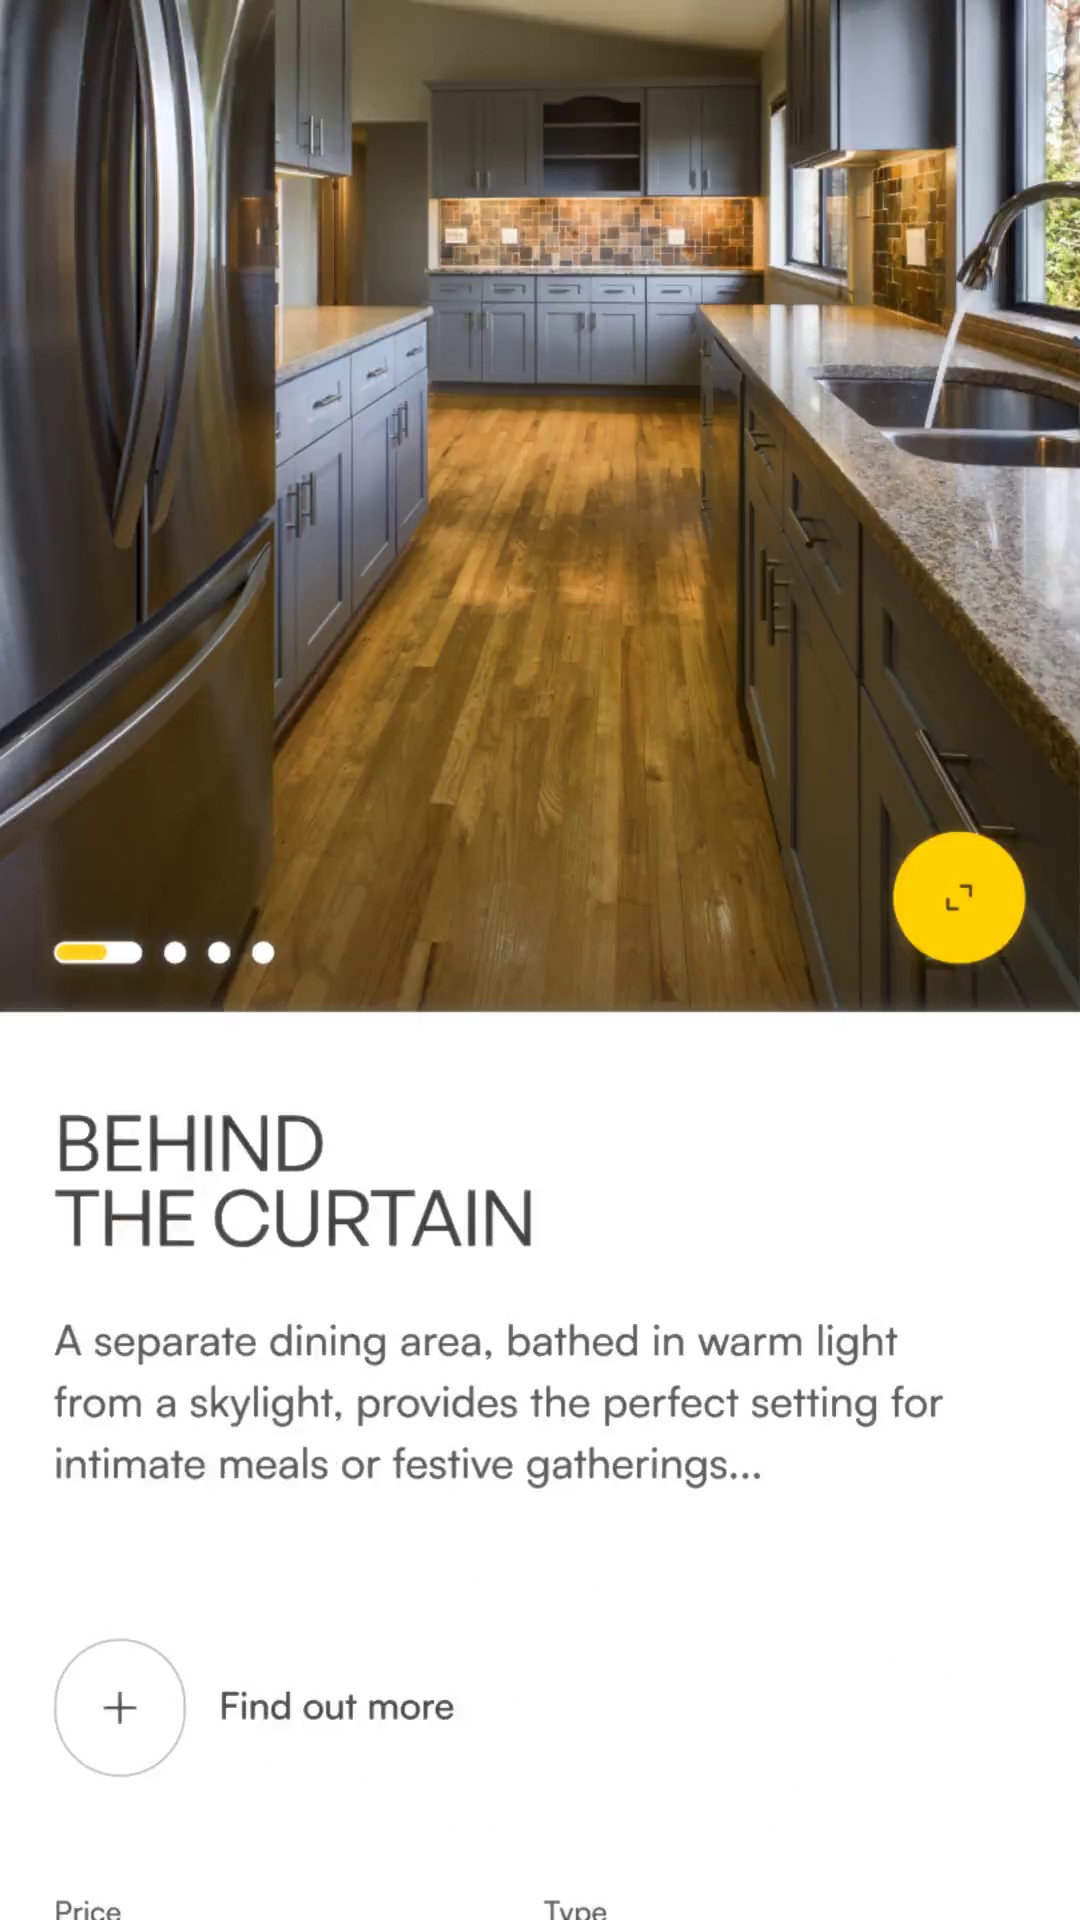 BEHIND
THE CURTAIN
A separate dining area, bathed in warm light
from a skylight, provides the perfect setting for
intimate meals or festive gatherings...
Find out more
Price
Type